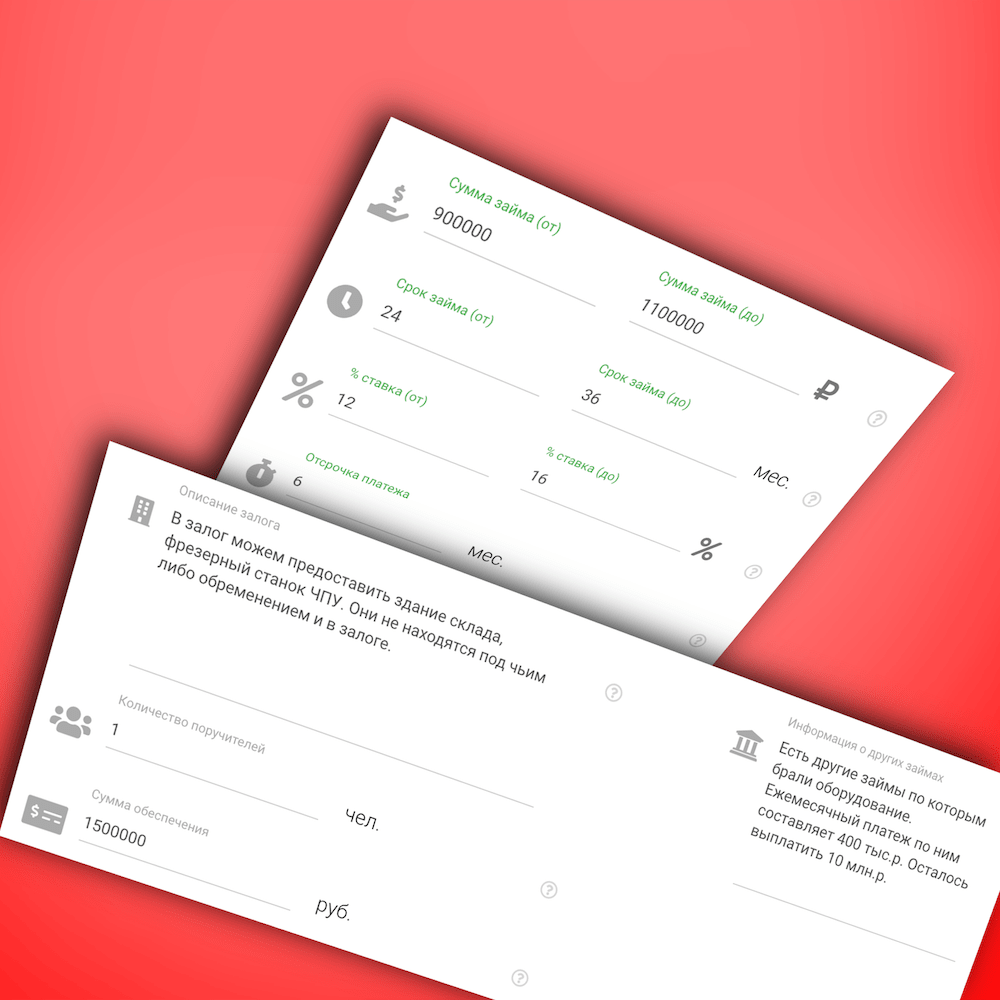 Сумма займа (от)
900000
Сумма займа (до)
1100000
₽
?
Срок займа (от)
24
Срок займа (до)
36
мес.
?
% ставка (от)
12
% ставка (до)
16
%
?
Отсрочка платежа
6
мес.
?
Описание залога
В залог можем предоставить здание склада,
фрезерный станок ЧПУ. Они не находятся под чьим
либо обременением и в залоге.
?
Количество поручителей
1
чел.
?
Сумма обеспечения
1500000
руб.
?
Информация о других займах
Есть другие займы по которым
брали оборудование.
Ежемесячный платеж по ним
составляет 400 тыс.р. Осталось
выплатить 10 млн.р.